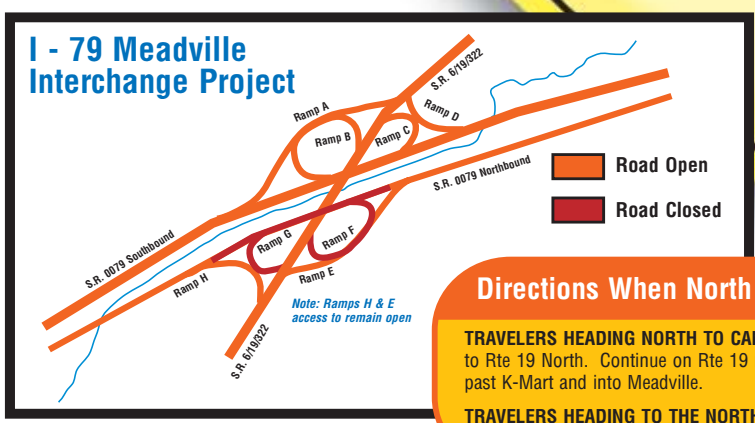 I - 79 Meadville
Interchange Project
S.R. 6/19/322
Ramp A
Ramp D
Ramp B
Ramp C
S.R. 0079 Northbound
Road Open
Road Closed
S.R. 0079 Southbound
Ramp G
Ramp F
Ramp H
Ramp E
Note: Ramps H & E
access to remain open
S.R. 6/19/322
Directions When North
TRAVELERS HEADING NORTH TO
to Rte 19 North. Continue on Rte 19
past K-Mart and into Meadville.
TRAVELERS HEADING TO THE NORTH